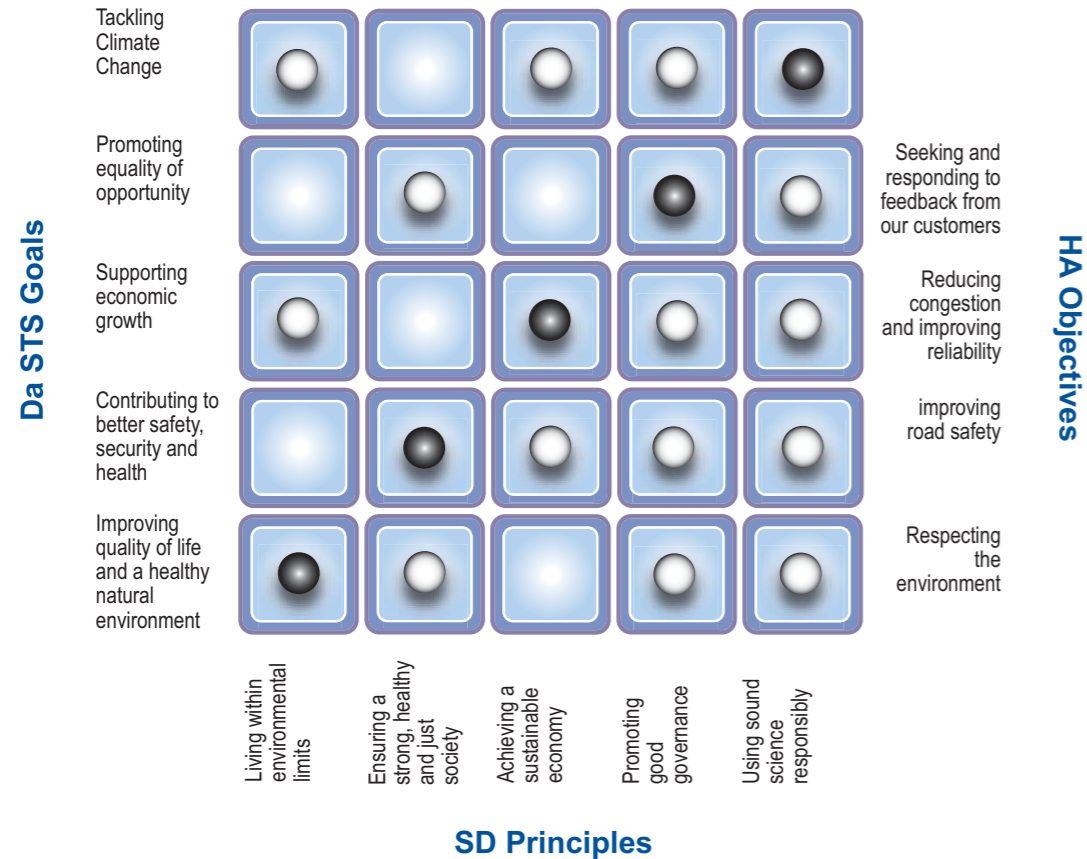 Tackling
Climate
Change
Promoting
equality of
opportunity
Seeking and
responding to
feedback from
our customers
Da STS Goals
Supporting
economic
growth
Reducing
congestion
and improving
reliability
HA Objectives
Contributing to
better safety,
security and
health
improving
road safety
Improving
quality of life
and a healthy
natural
environment
Respecting
the
environment
Living within
environmental
limits
Ensuring a
strong, healthy
and just
society
Achieving a
sustainable
economy
Promoting
good
governance
Using sound
science
responsibly
SD Principles